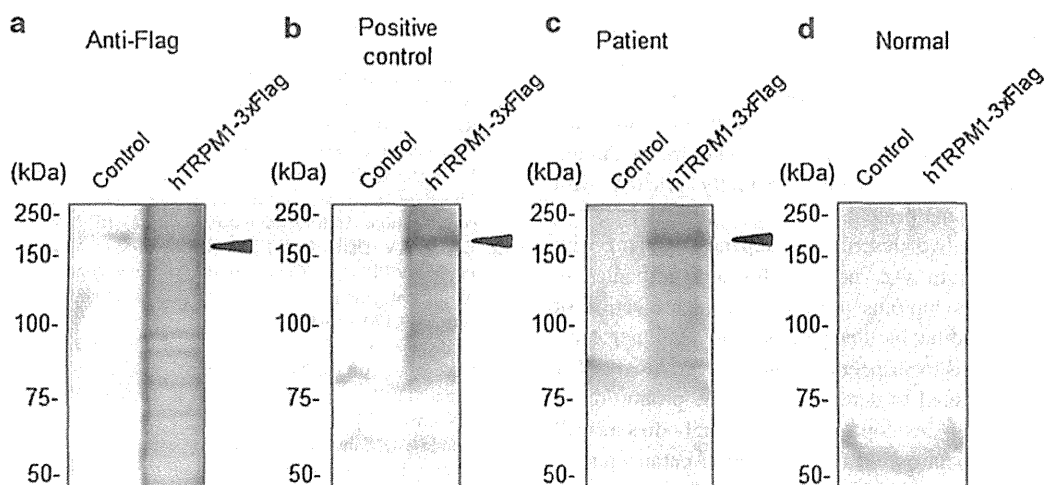 a
Anti-Flag
(kDa)
Control
hTRPM1-3xFlag
250-
150-
100-
75-
50-
b
Positive
control
(kDa)
Control
hTRPM1-3xFlag
250-
150-
100-
75-
50-
c
Patient
(kDa)
Control
hTRPM1-3xFlag
250-
150-
100-
75-
50-
d
Normal
(kDa)
Control
hTRPM1-3xFlag
250-
150-
100-
75-
50-